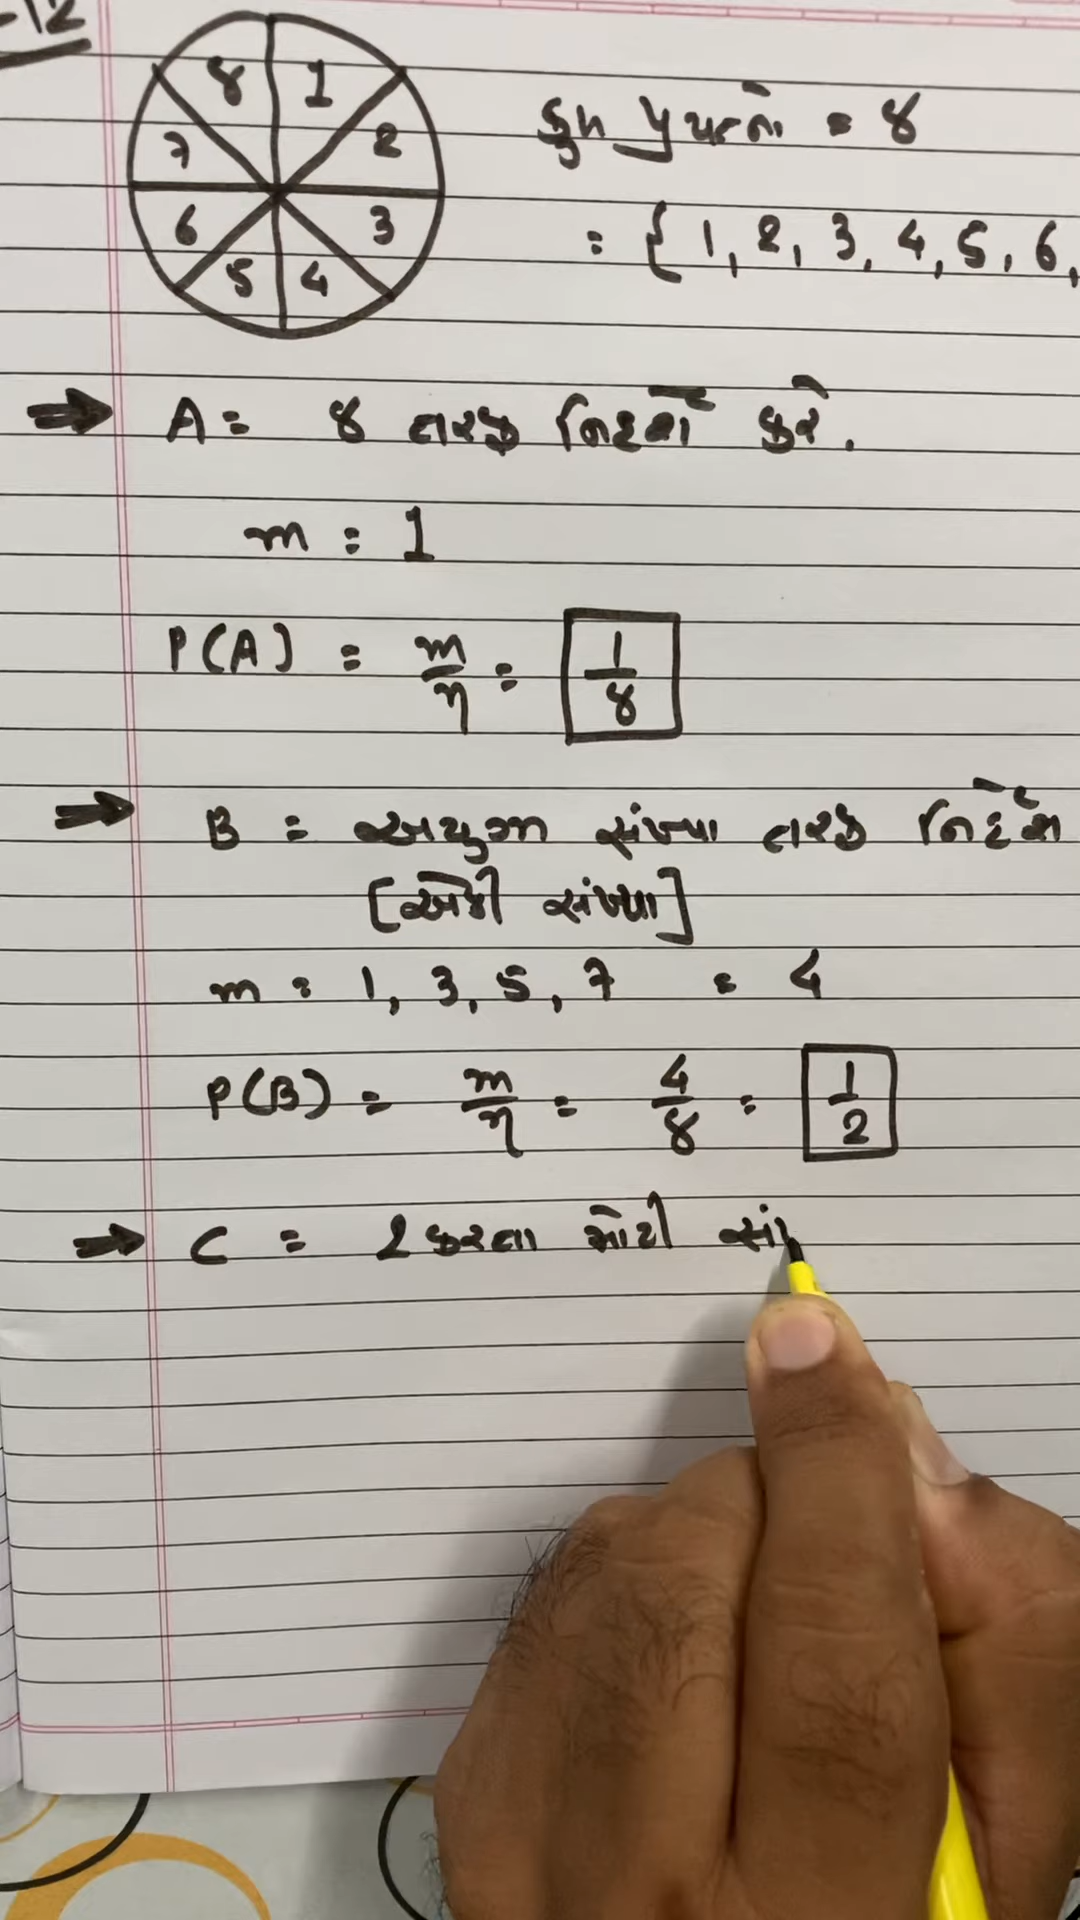 -12
8 1
7 2
6 3
5 4
કુલ પ્રયત્નો = 8
= { 1, 2, 3, 4, 5, 6,
A = 8 તરફ નિર્દેશ કરે.
m = 1
P(A) = m/n = 1/8
B = અયુગ્મ સંખ્યા તરફ નિર્દેશ
[એકી સંખ્યા]
m = 1, 3, 5, 7 = 4
P(B) = m/n = 4/8 = 1/2
C = 2 કરતા મોટી સં